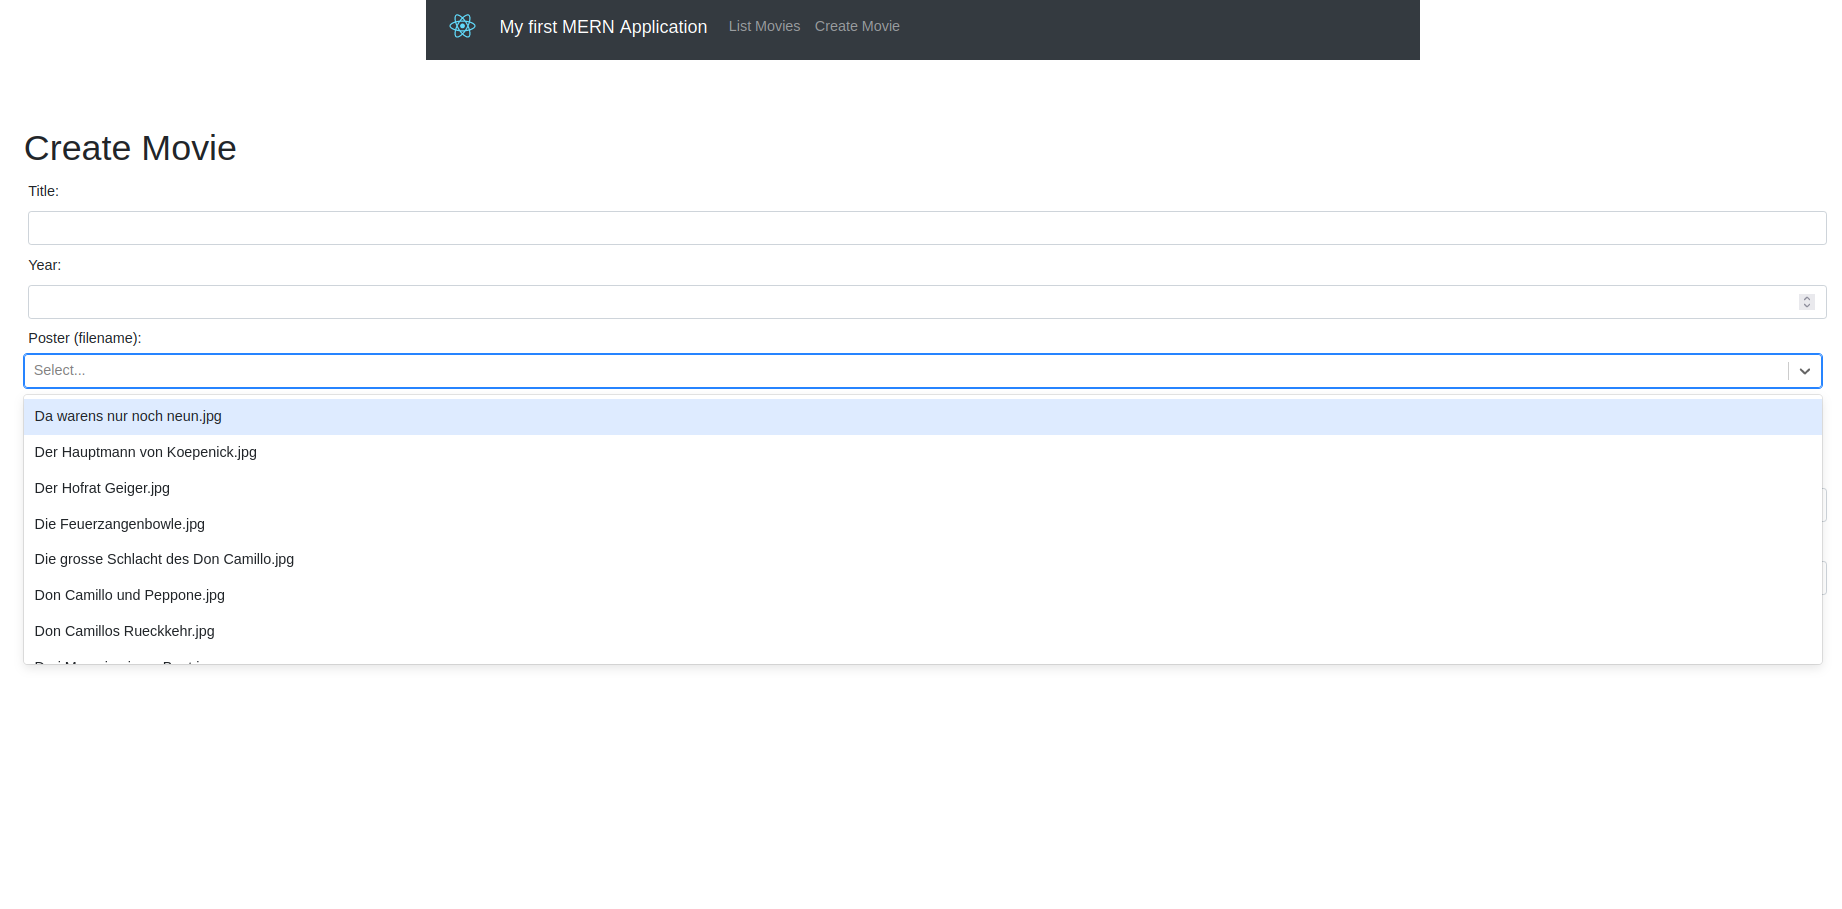 My first MERN Application List Movies Create Movie
Create Movie
Title:
Year:
Poster (filename):
Select...
Da warens nur noch neun.jpg
Der Hauptmann von Koepenick.jpg
Der Hofrat Geiger.jpg
Die Feuerzangenbowle.jpg
Die grosse Schlacht des Don Camillo.jpg
Don Camillo und Peppone.jpg
Don Camillos Rueckkehr.jpg